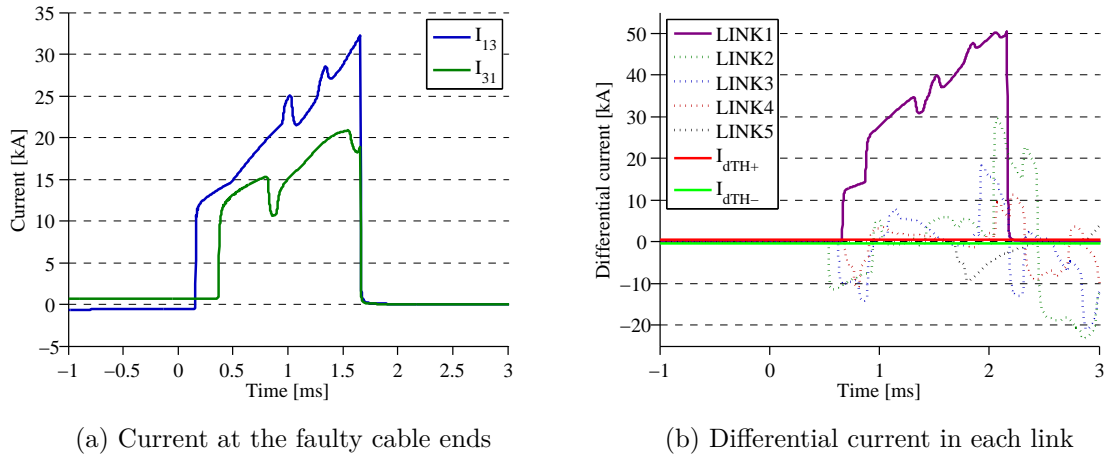 35
30
25
20
15
10
5
0
−5
Current [kA]
−1
−0.5
0
0.5
1
1.5
2
2.5
3
Time [ms]
I13
I31
(a) Current at the faulty cable ends
50
40
30
20
10
0
−10
−20
Differential current [kA]
−1
0
1
2
3
Time [ms]
LINK1
LINK2
LINK3
LINK4
LINK5
IdTH+
IdTH−
(b) Differential current in each link